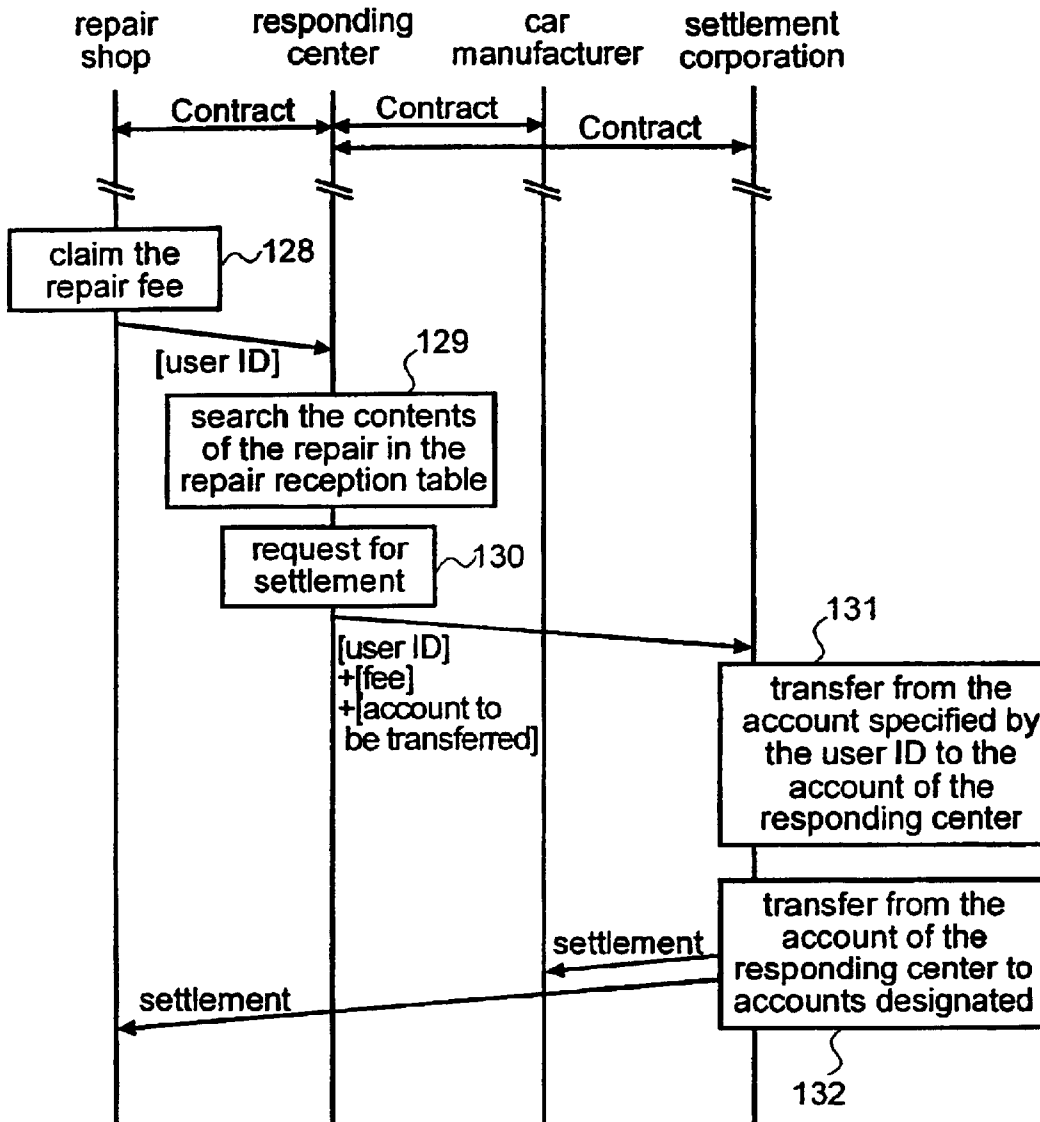 repair shop
responding center
car manufacturer
settlement corporation
Contract
Contract
Contract
claim the
repair fee
128
[user ID]
129
search the contents
of the repair in the
repair reception table
request for
settlement
130
[user ID]
+[fee]
+[account to
be transferred]
131
transfer from the
account specified by
the user ID to the
account of the
responding center
transfer from the
account of the
responding center to
accounts designated
settlement
settlement
132